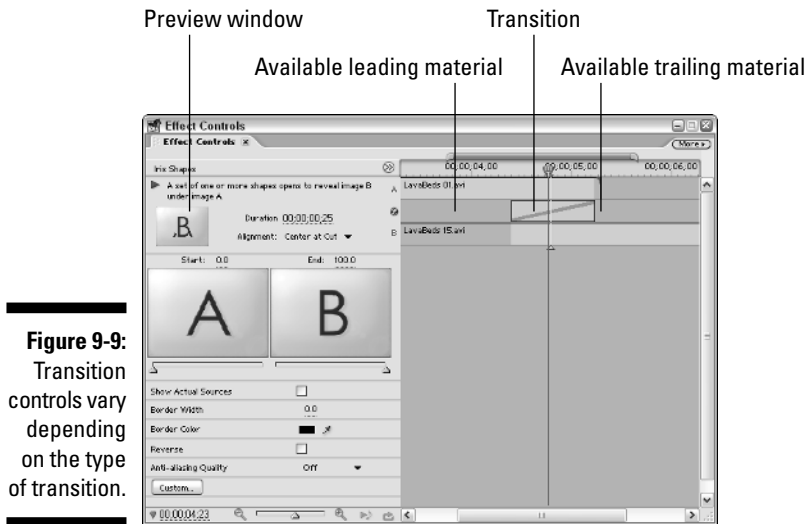 Preview window
Transition
Available leading material
Available trailing material
Effect Controls
Effect Controls x
More
Iris Shapes
00;00;04;00
00;00;05;00
00;00;06;00
A set of one or more shapes opens to reveal image B
under image A
A
LavaBeds 01.avi
B
Duration 00;00;00;25
Alignment: Center at Cut
B
LavaBeds 15.avi
Start: 0.0
End: 100.0
A
B
Show Actual Sources
Border Width 0.0
Border Color
Reverse
Anti-aliasing Quality Off
Custom...
00;00;04;23
Figure 9-9:
Transition
controls vary
depending
on the type
of transition.